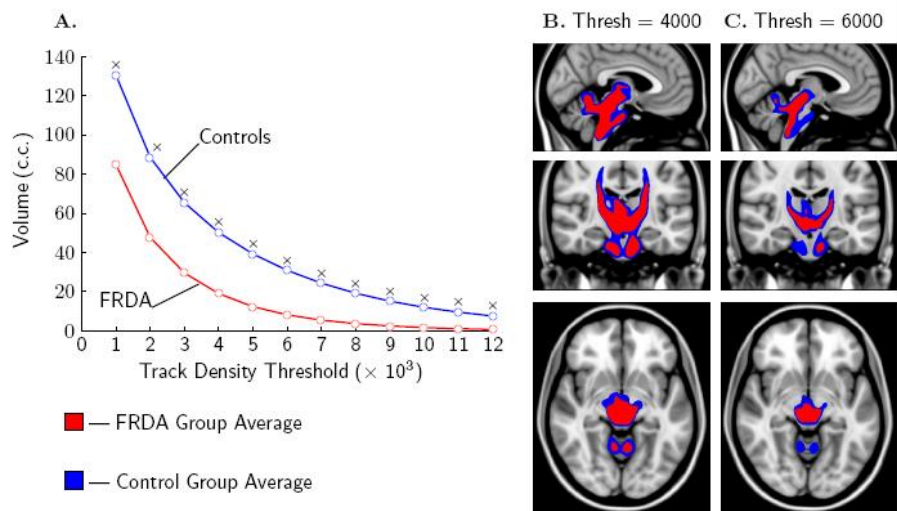 A.
B. Thresh = 4000
C. Thresh = 6000
140
120
100
80
60
40
20
0
Volume (c.c.)
Controls
FRDA
0 1 2 3 4 5 6 7 8 9 10 11 12
Track Density Threshold (× 10³)
— FRDA Group Average
— Control Group Average